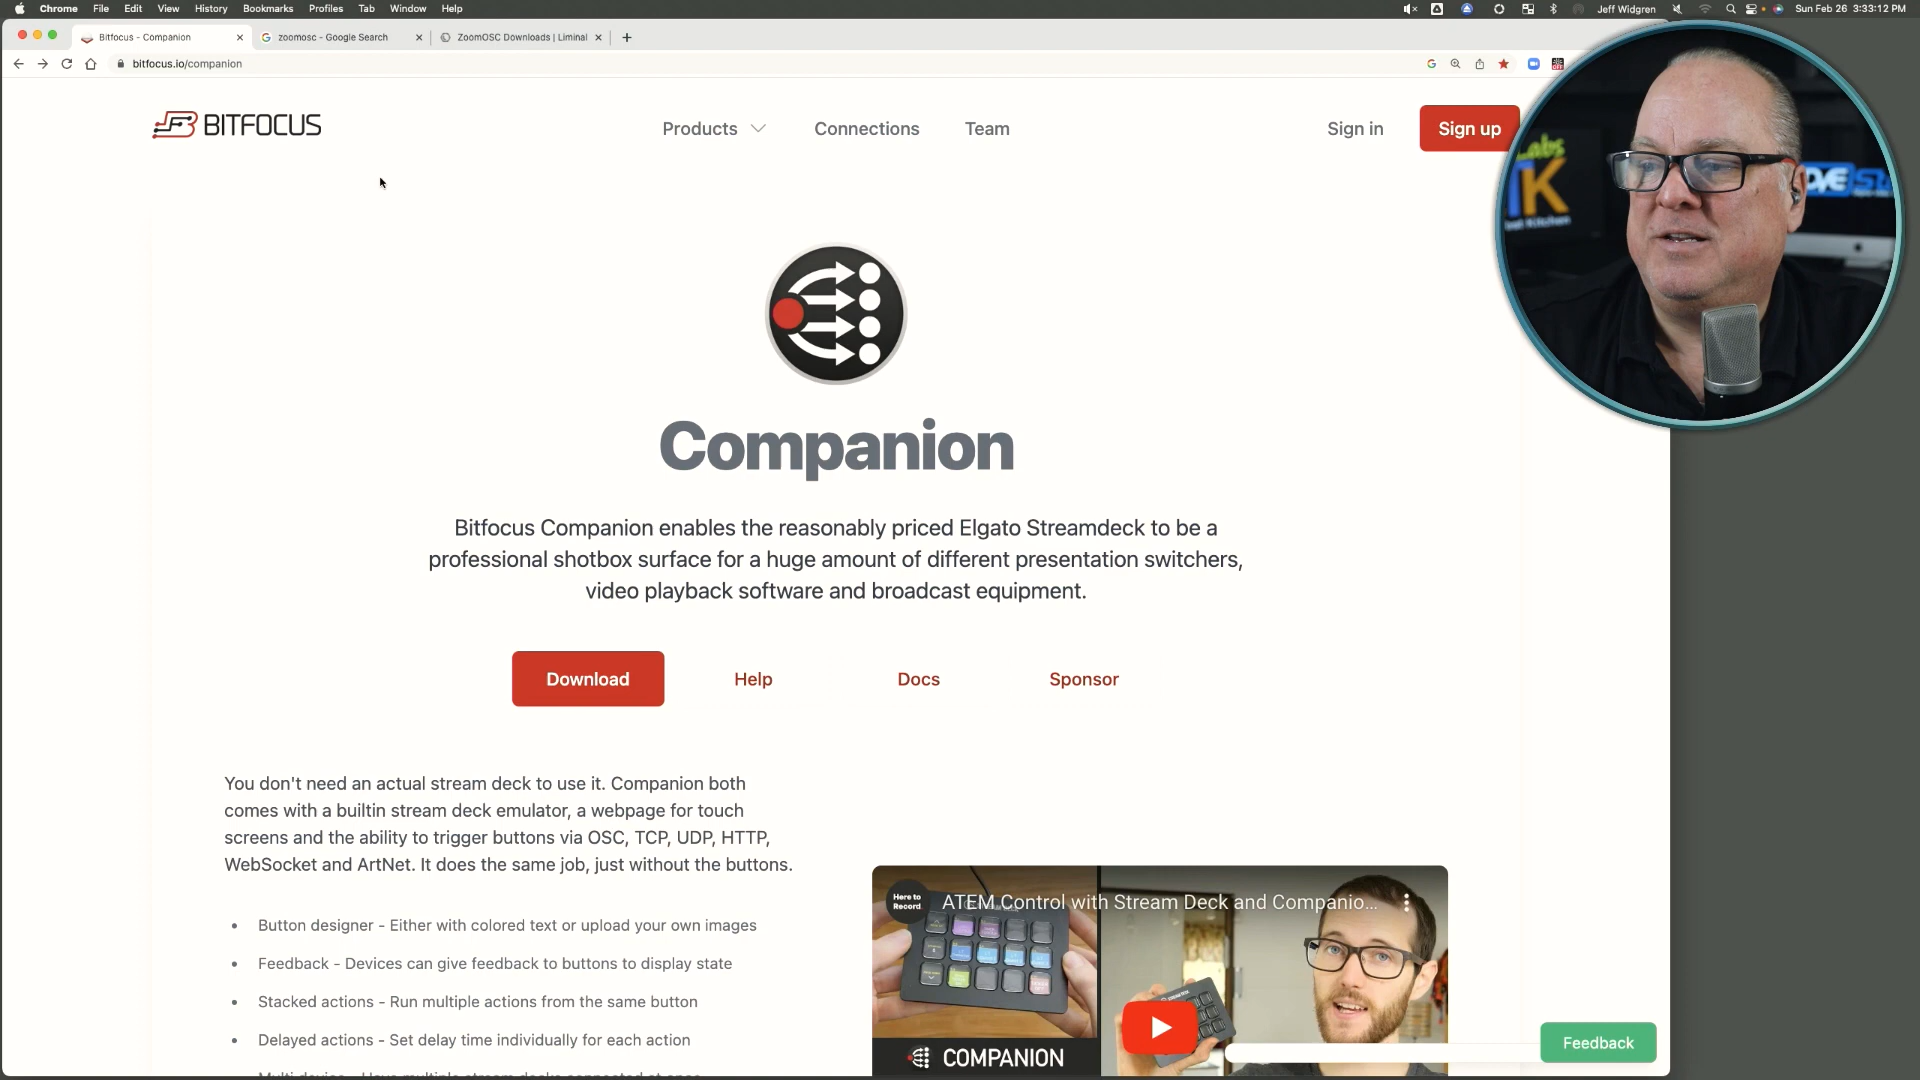 Chrome File Edit View History Bookmarks Profiles Tab Window Help
Jeff Widgren Sun Feb 26 3:33:12 PM
Bitfocus - Companion
zoomosc - Google Search
ZoomOSC Downloads | Liminal
bitfocus.io/companion
BITFOCUS
Products
Connections
Team
Sign in
Sign up
Labs
TK
Companion
Bitfocus Companion enables the reasonably priced Elgato Streamdeck to be a
professional shotbox surface for a huge amount of different presentation switchers,
video playback software and broadcast equipment.
Download
Help
Docs
Sponsor
You don't need an actual stream deck to use it. Companion both
comes with a builtin stream deck emulator, a webpage for touch
screens and the ability to trigger buttons via OSC, TCP, UDP, HTTP,
WebSocket and ArtNet. It does the same job, just without the buttons.
• Button designer - Either with colored text or upload your own images
• Feedback - Devices can give feedback to buttons to display state
• Stacked actions - Run multiple actions from the same button
• Delayed actions - Set delay time individually for each action
Here to
Record
ATEM Control with Stream Deck and Companio...
COMPANION
Feedback